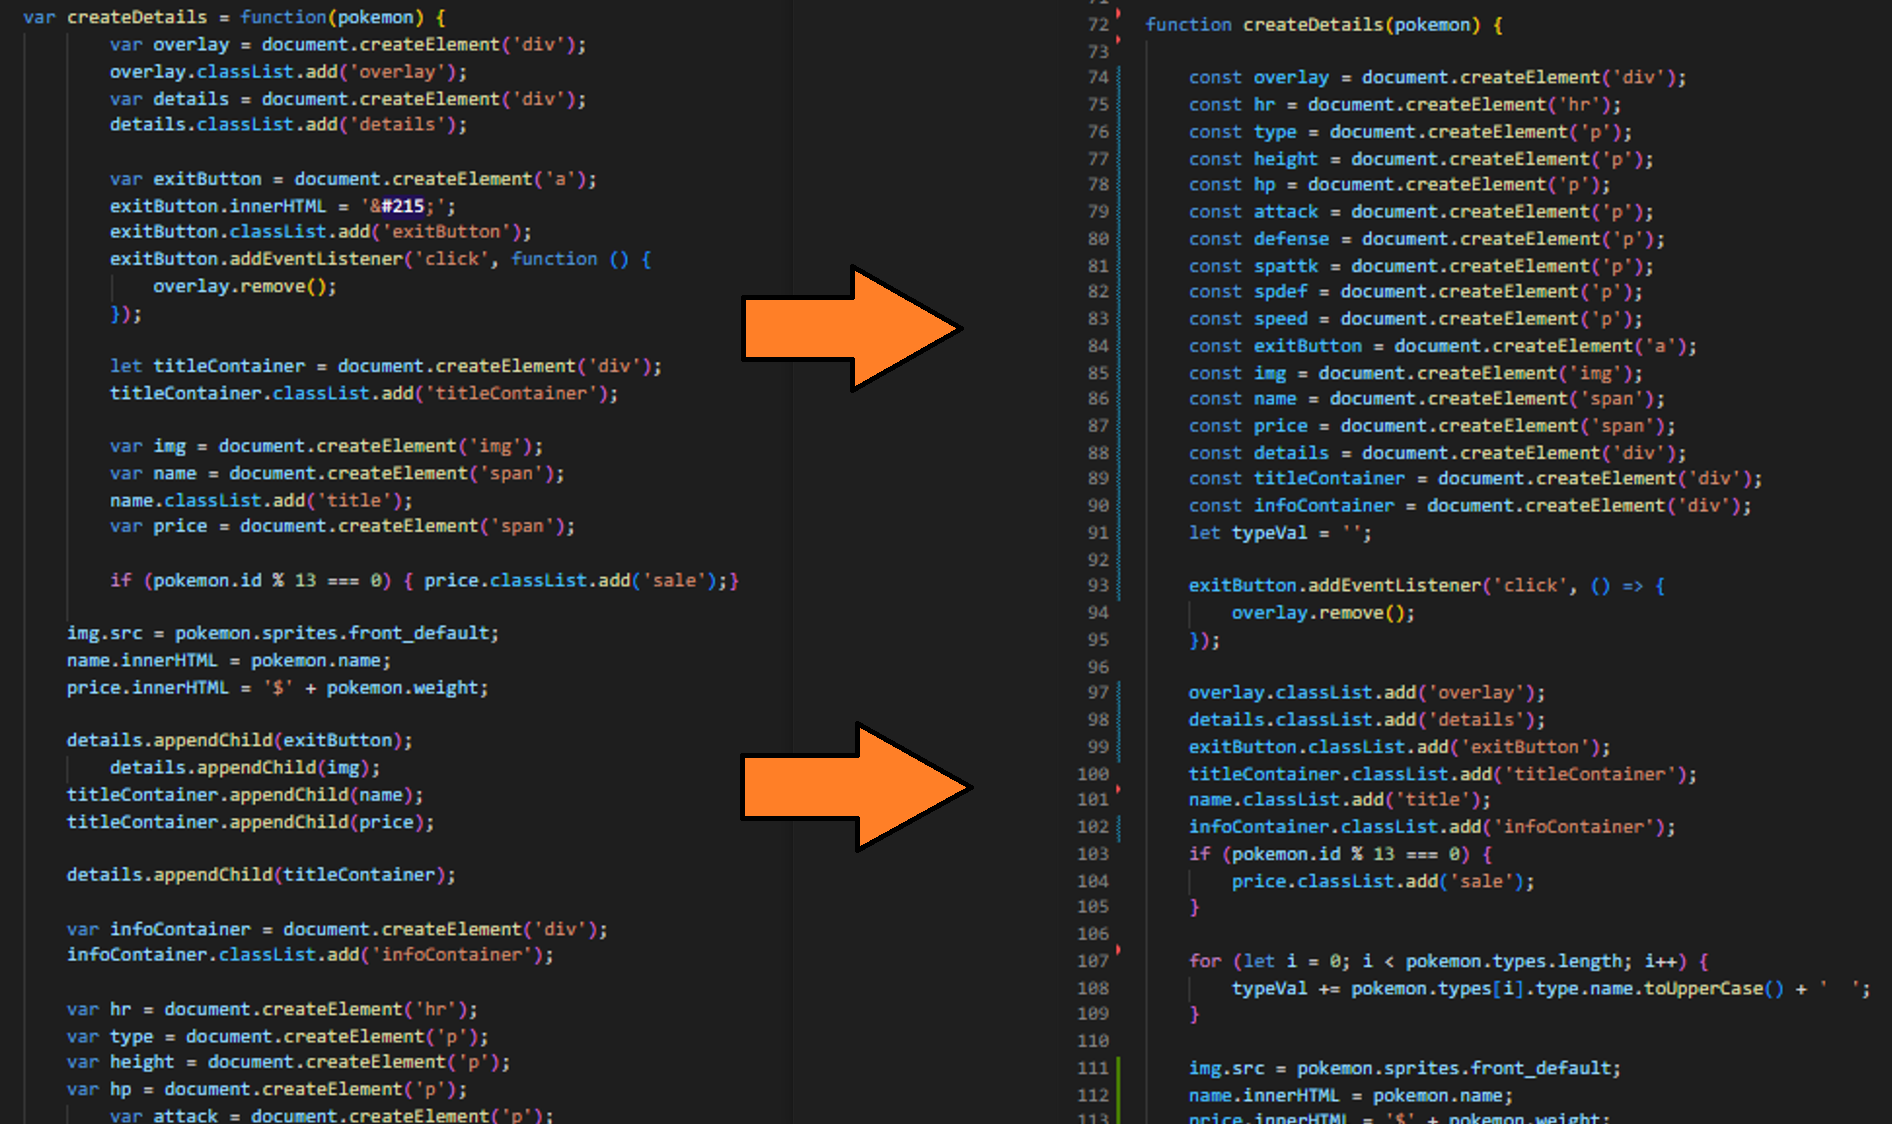 var createDetails = function(pokemon) {
var overlay = document.createElement('div');
overlay.classList.add('overlay');
var details = document.createElement('div');
details.classList.add('details');
var exitButton = document.createElement('a');
exitButton.innerHTML = '&#215;';
exitButton.classList.add('exitButton');
exitButton.addEventListener('click', function () {
overlay.remove();
});
let titleContainer = document.createElement('div');
titleContainer.classList.add('titleContainer');
var img = document.createElement('img');
var name = document.createElement('span');
name.classList.add('title');
var price = document.createElement('span');
if (pokemon.id % 13 === 0) { price.classList.add('sale');}
img.src = pokemon.sprites.front_default;
name.innerHTML = pokemon.name;
price.innerHTML = '$' + pokemon.weight;
details.appendChild(exitButton);
details.appendChild(img);
titleContainer.appendChild(name);
titleContainer.appendChild(price);
details.appendChild(titleContainer);
var infoContainer = document.createElement('div');
infoContainer.classList.add('infoContainer');
var hr = document.createElement('hr');
var type = document.createElement('p');
var height = document.createElement('p');
var hp = document.createElement('p');
var attack = document.createElement('p');
71
72 function createDetails(pokemon) {
73
74 const overlay = document.createElement('div');
75 const hr = document.createElement('hr');
76 const type = document.createElement('p');
77 const height = document.createElement('p');
78 const hp = document.createElement('p');
79 const attack = document.createElement('p');
80 const defense = document.createElement('p');
81 const spattk = document.createElement('p');
82 const spdef = document.createElement('p');
83 const speed = document.createElement('p');
84 const exitButton = document.createElement('a');
85 const img = document.createElement('img');
86 const name = document.createElement('span');
87 const price = document.createElement('span');
88 const details = document.createElement('div');
89 const titleContainer = document.createElement('div');
90 const infoContainer = document.createElement('div');
91 let typeVal = '';
92
93 exitButton.addEventListener('click', () => {
94 overlay.remove();
95 });
96
97 overlay.classList.add('overlay');
98 details.classList.add('details');
99 exitButton.classList.add('exitButton');
100 titleContainer.classList.add('titleContainer');
101 name.classList.add('title');
102 infoContainer.classList.add('infoContainer');
103 if (pokemon.id % 13 === 0) {
104 price.classList.add('sale');
105 }
106
107 for (let i = 0; i < pokemon.types.length; i++) {
108 typeVal += pokemon.types[i].type.name.toUpperCase() + '  ';
109 }
110
111 img.src = pokemon.sprites.front_default;
112 name.innerHTML = pokemon.name;
113 price.innerHTML = '$' + pokemon.weight;